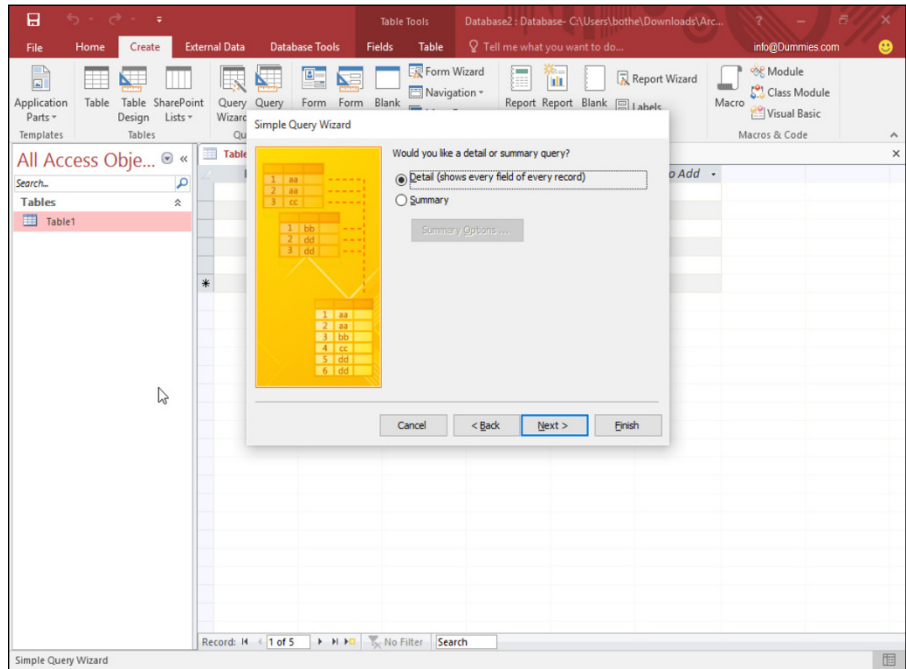 Table Tools
Database2 : Database- C:\Users\bothe\Downloads\Arc...
?
File
Home
Create
External Data
Database Tools
Fields
Table
Tell me what you want to do...
info@Dummies.com
Application Parts
Table
Table Design
SharePoint Lists
Query Wizard
Query
Form
Form
Blank
Form Wizard
Navigation
Report
Report
Blank
Report Wizard
Labels
Macro
Module
Class Module
Visual Basic
Templates
Tables
Qu
Macros & Code
All Access Obje...
Search...
Tables
Table1
Table
o Add
Simple Query Wizard
Would you like a detail or summary query?
Detail (shows every field of every record)
Summary
Summary Options ...
1 aa
2 aa
3 cc
1 bb
2 dd
3 dd
1 aa
2 aa
3 bb
4 cc
5 dd
6 dd
Cancel
< Back
Next >
Finish
Record:
1 of 5
No Filter
Search
Simple Query Wizard